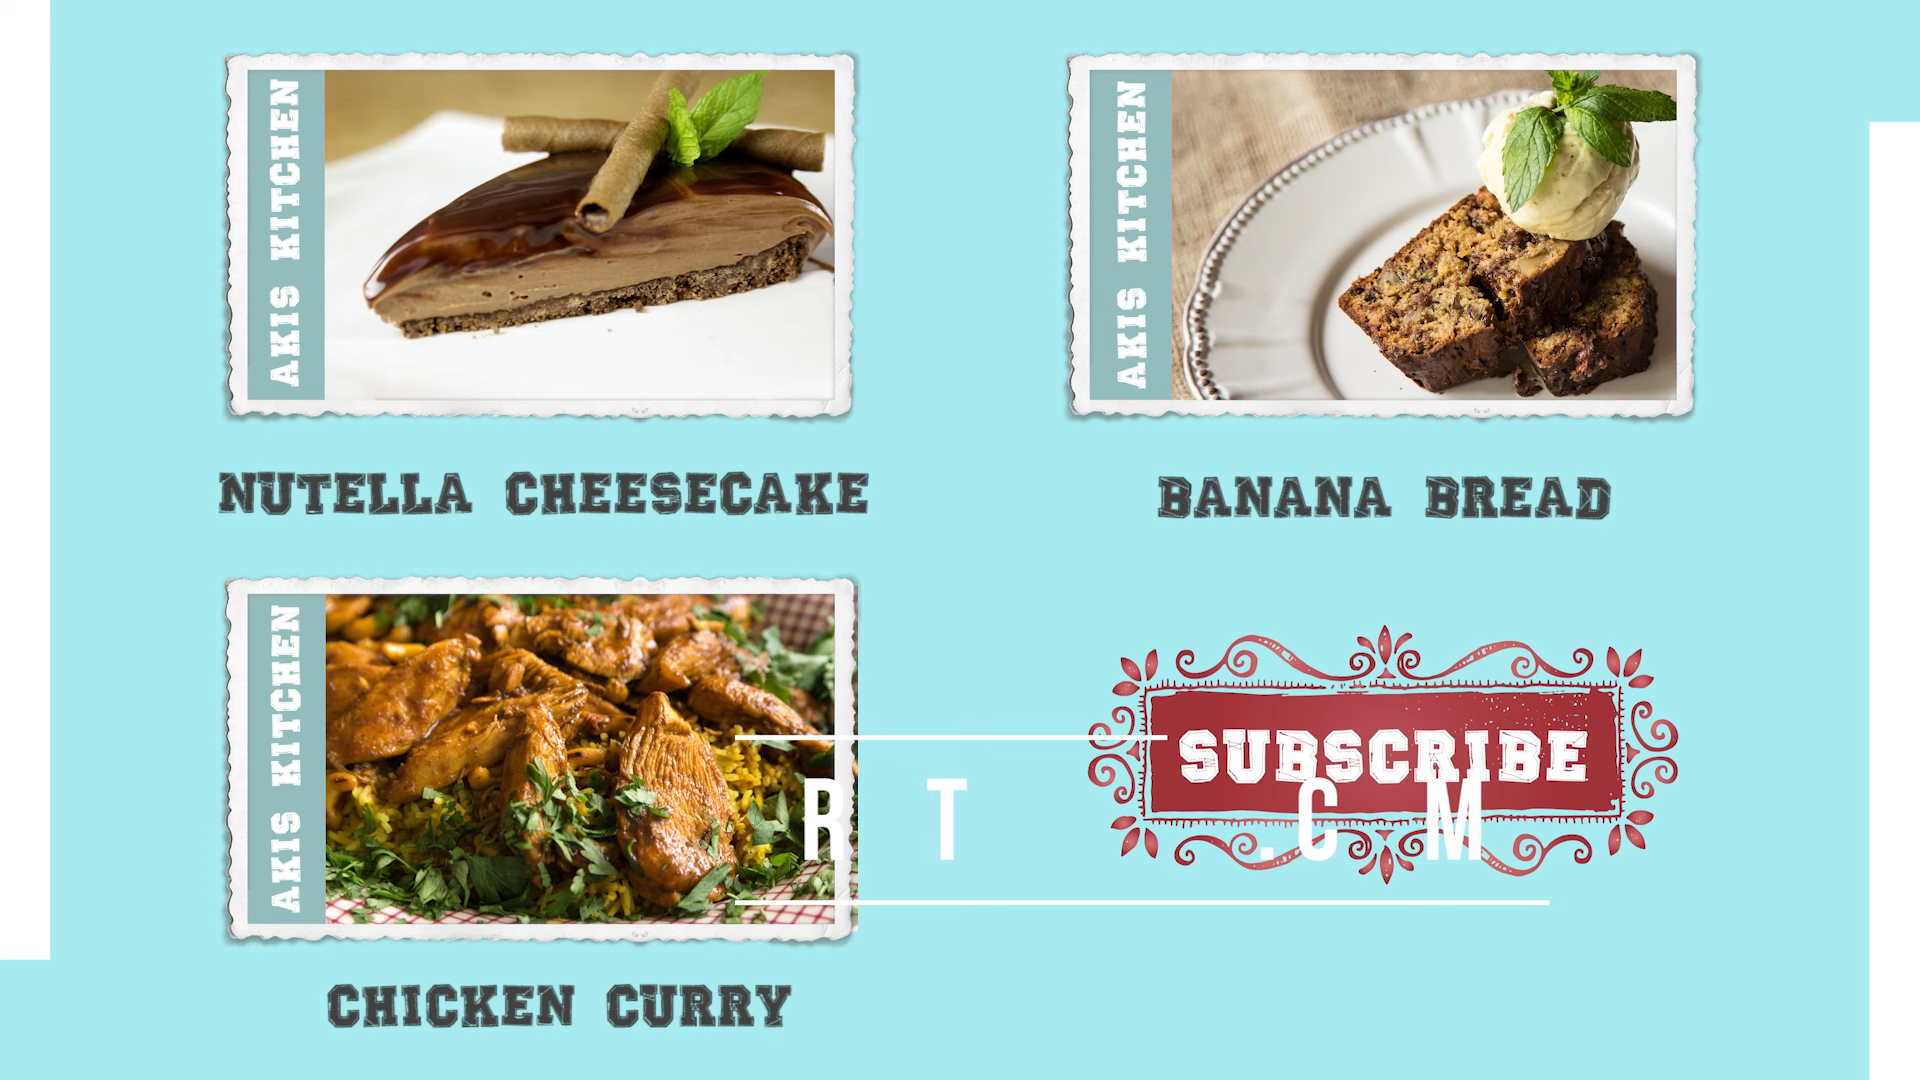 AKIS KITCHEN
AKIS KITCHEN
NUTELLA CHEESECAKE
BANANA BREAD
AKIS KITCHEN
SUBSCRIBE
R T .C M
CHICKEN CURRY